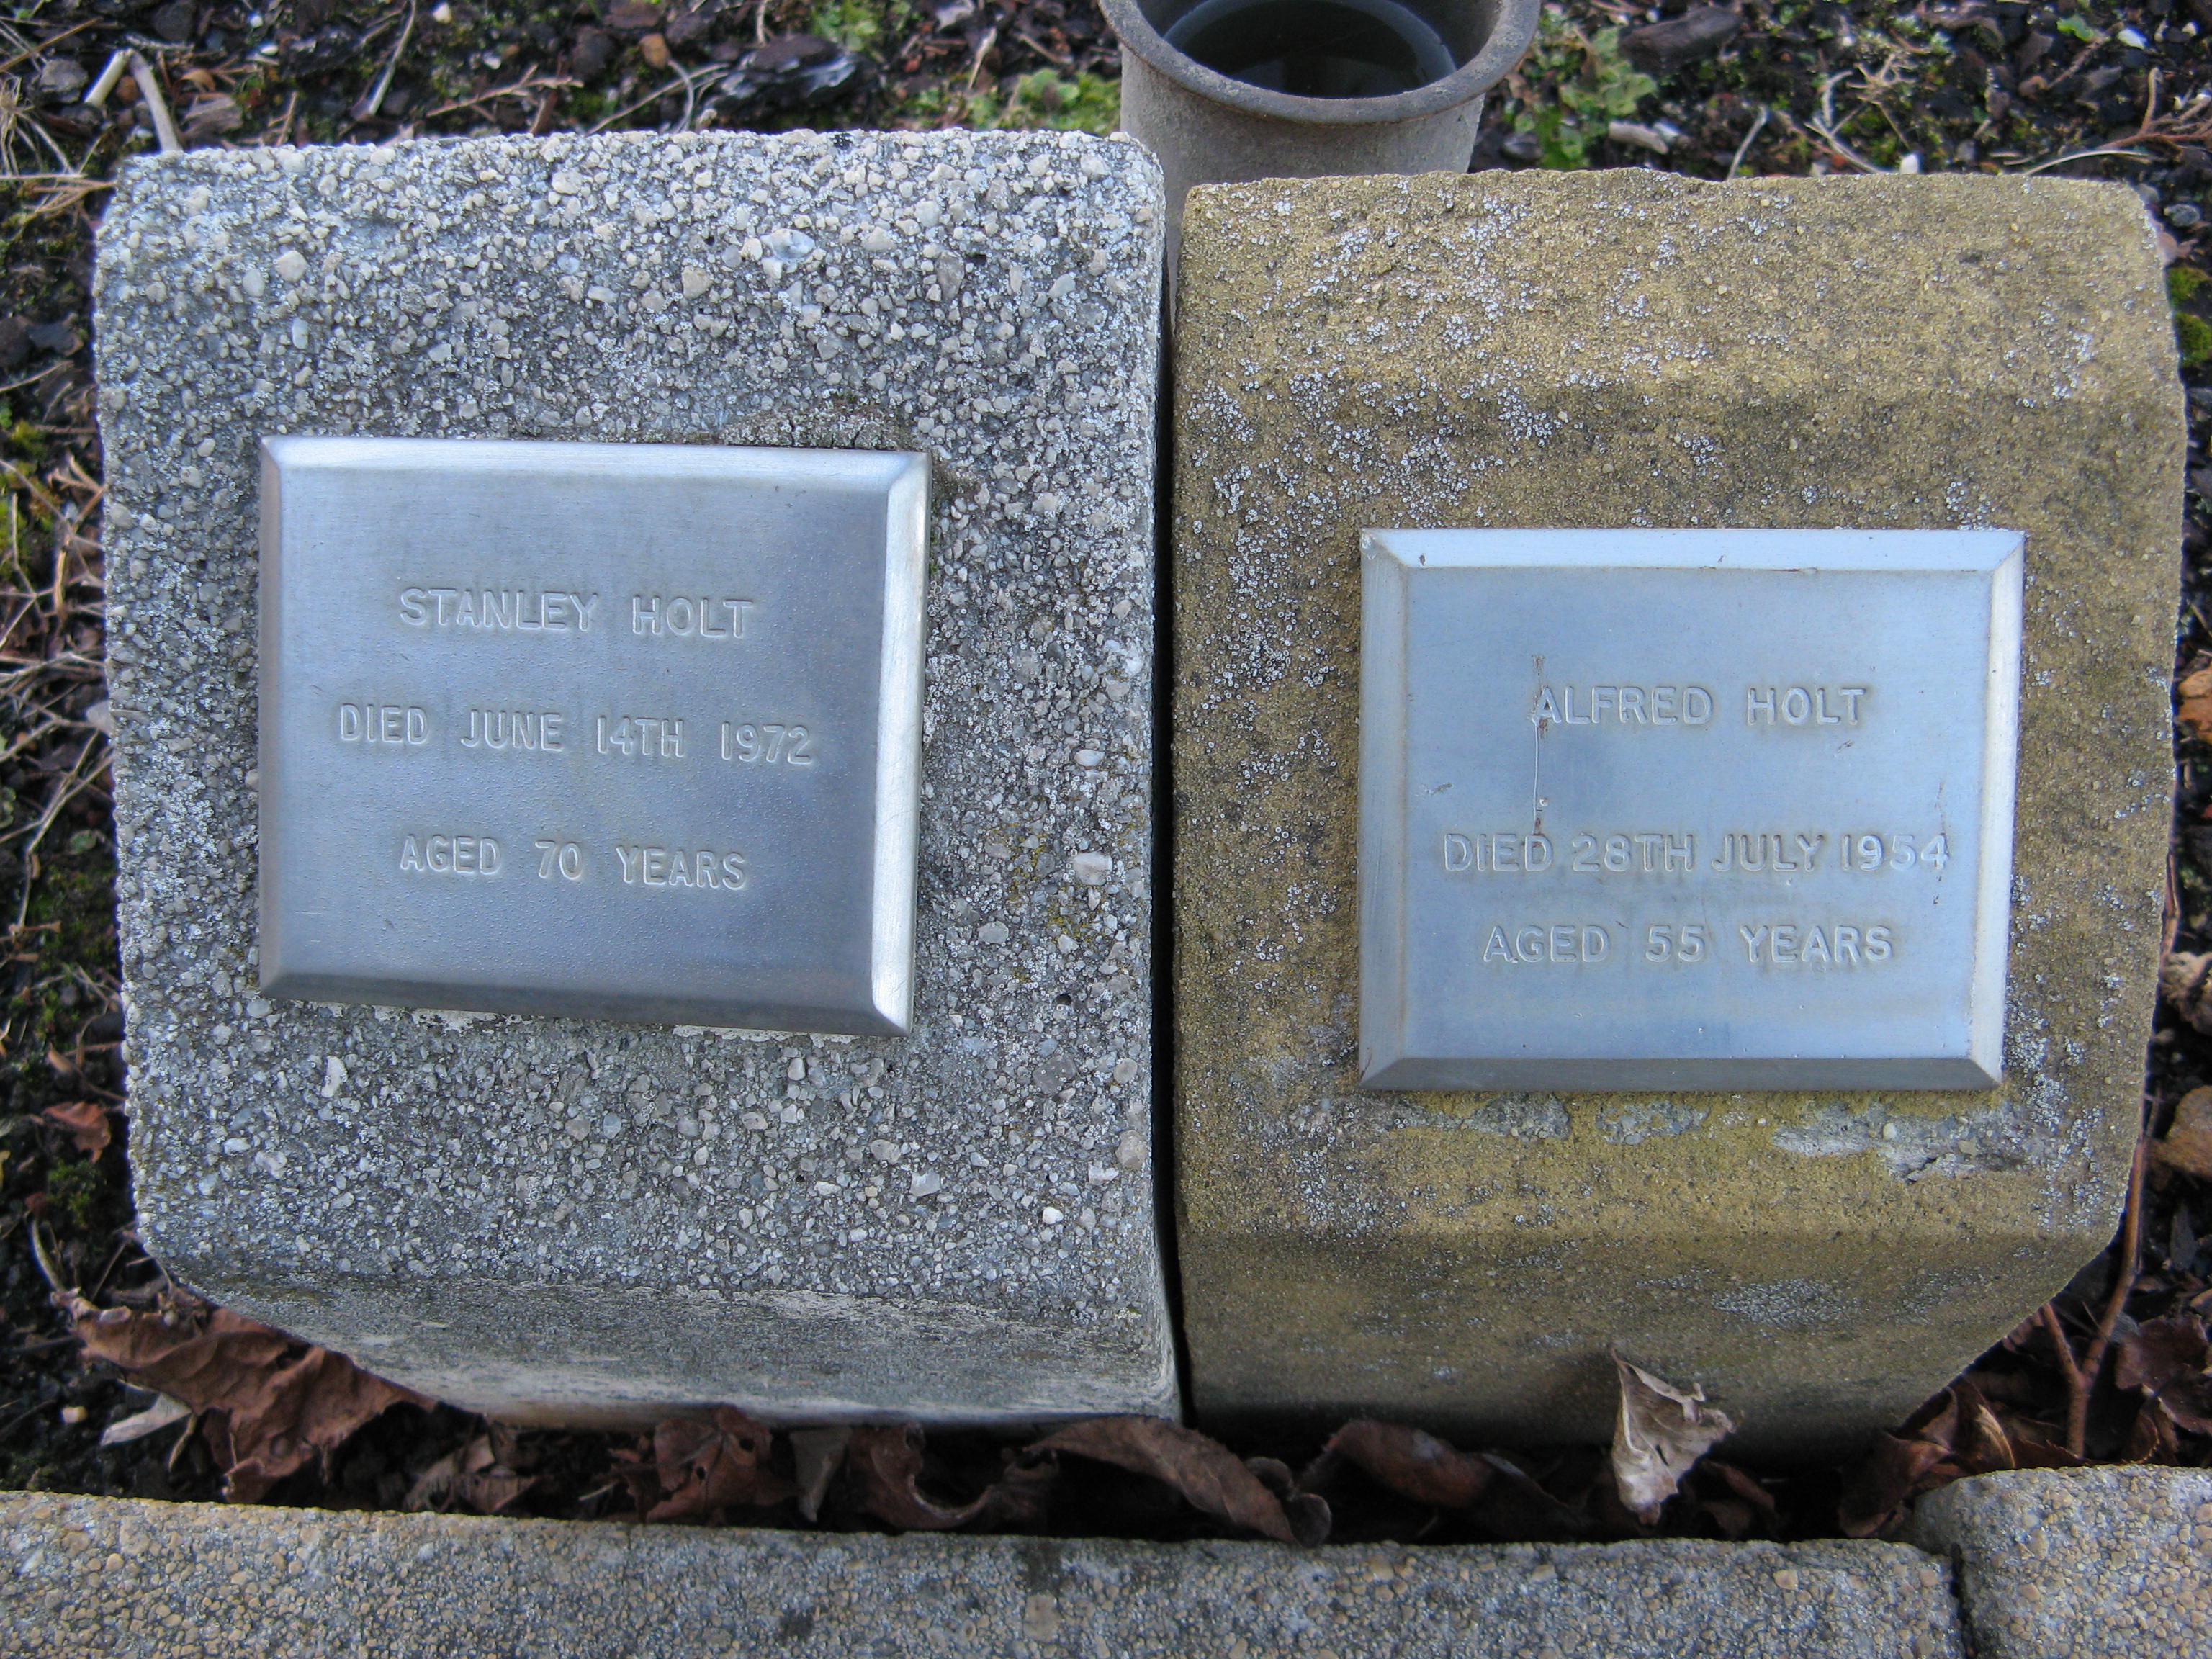 STANLEY HOLT
DIED JUNE 14TH 1972
AGED 70 YEARS
ALFRED HOLT
DIED 28TH JULY 1954
AGED 55 YEARS